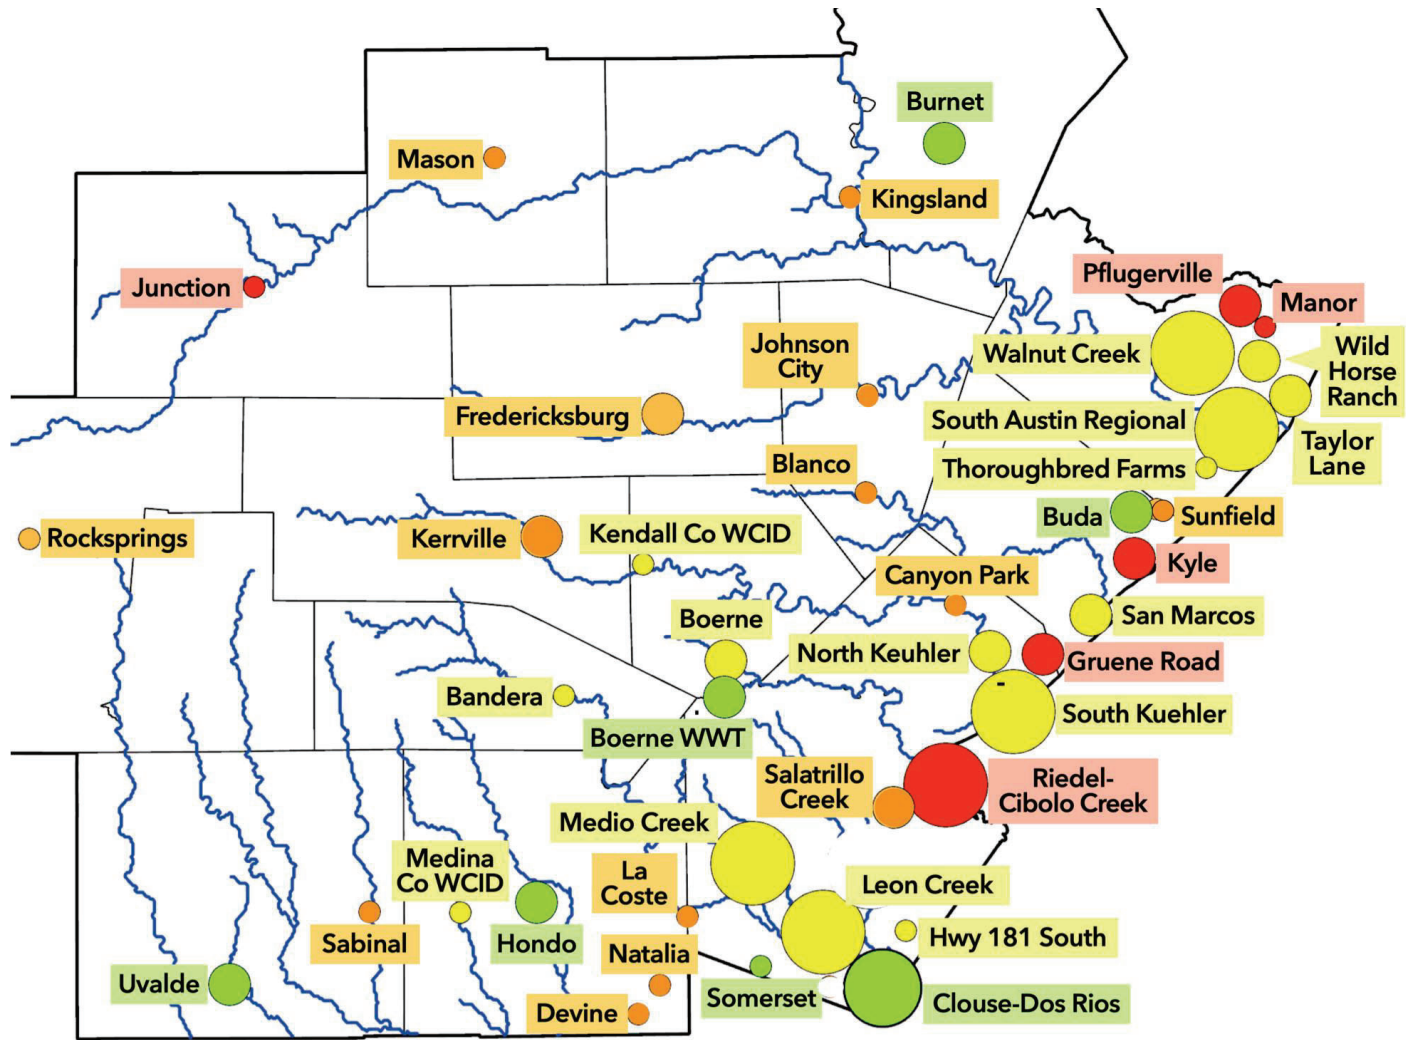 Burnet
Mason
Kingsland
Pflugerville
Junction
Manor
Johnson
City
Walnut Creek
Wild
Horse
Ranch
Fredericksburg
South Austin Regional
Taylor
Lane
Blanco
Thoroughbred Farms
Buda
Sunfield
Rocksprings
Kerrville
Kendall Co WCID
Kyle
Canyon Park
Boerne
San Marcos
North Keuhler
Gruene Road
Bandera
South Kuehler
Boerne WWT
Salatrillo
Creek
Riedel-
Cibolo Creek
Medio Creek
Medina
Co WCID
La
Coste
Leon Creek
Sabinal
Hondo
Hwy 181 South
Natalia
Uvalde
Somerset
Clouse-Dos Rios
Devine